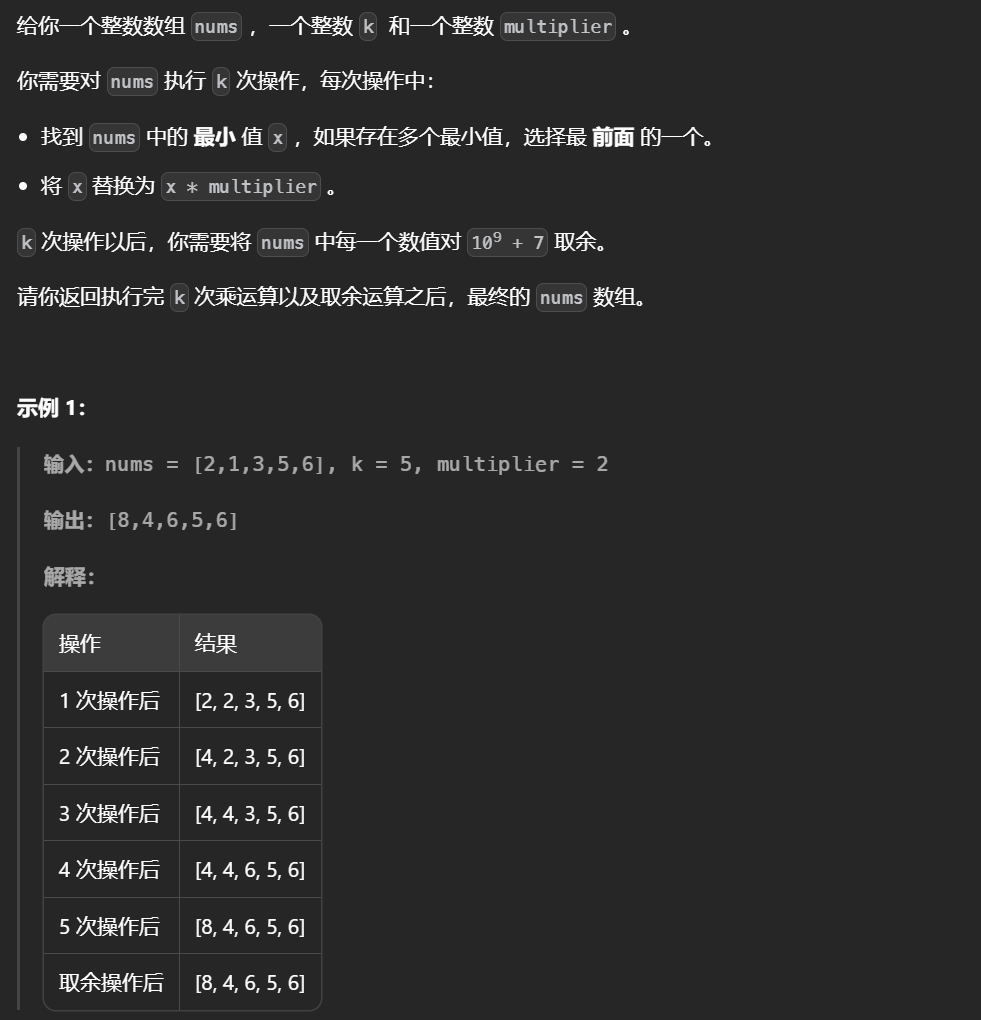 给你一个整数数组 nums ，一个整数 k 和一个整数 multiplier 。
你需要对 nums 执行 k 次操作，每次操作中：
• 找到 nums 中的 最小 值 x ，如果存在多个最小值，选择最 前面 的一个。
• 将 x 替换为 x * multiplier 。
k 次操作以后，你需要将 nums 中每一个数值对 10⁹ + 7 取余。
请你返回执行完 k 次乘运算以及取余运算之后，最终的 nums 数组。
示例 1：
输入：nums = [2,1,3,5,6], k = 5, multiplier = 2
输出：[8,4,6,5,6]
解释：
操作 结果
1 次操作后 [2, 2, 3, 5, 6]
2 次操作后 [4, 2, 3, 5, 6]
3 次操作后 [4, 4, 3, 5, 6]
4 次操作后 [4, 4, 6, 5, 6]
5 次操作后 [8, 4, 6, 5, 6]
取余操作后 [8, 4, 6, 5, 6]